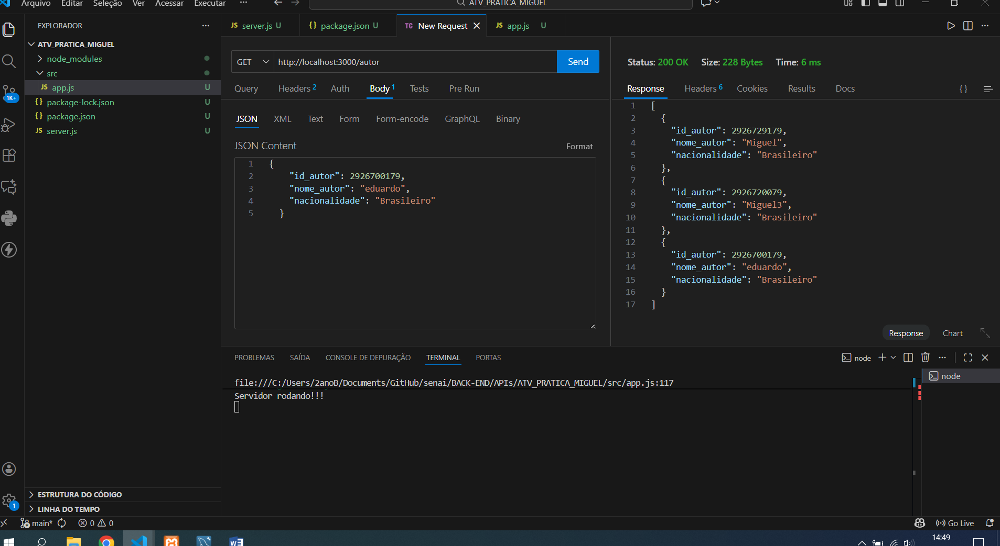 Arquivo Editar Seleção Ver Acessar Executar ··· ATV_PRATICA_MIGUEL
EXPLORADOR ···
ATV_PRATICA_MIGUEL
node_modules
src
JS app.js U
{} package-lock.json U
{} package.json U
JS server.js U
1K+
1
ESTRUTURA DO CÓDIGO
LINHA DO TEMPO
JS server.js U {} package.json U TC New Request JS app.js U ···
GET http://localhost:3000/autor Send
Query Headers 2 Auth Body 1 Tests Pre Run
JSON XML Text Form Form-encode GraphQL Binary
JSON Content Format
1 {
2 "id_autor": 2926700179,
3 "nome_autor": "eduardo",
4 "nacionalidade": "Brasileiro"
5 }
Status: 200 OK Size: 228 Bytes Time: 6 ms
Response Headers 6 Cookies Results Docs {}
1 [
2 {
3 "id_autor": 2926729179,
4 "nome_autor": "Miguel",
5 "nacionalidade": "Brasileiro"
6 },
7 {
8 "id_autor": 2926720079,
9 "nome_autor": "Miguel3",
10 "nacionalidade": "Brasileiro"
11 },
12 {
13 "id_autor": 2926700179,
14 "nome_autor": "eduardo",
15 "nacionalidade": "Brasileiro"
16 }
17 ]
Response Chart
PROBLEMAS SAÍDA CONSOLE DE DEPURAÇÃO TERMINAL PORTAS node ···
file:///C:/Users/2anoB/Documents/GitHub/senai/BACK-END/APIs/ATV_PRATICA_MIGUEL/src/app.js:117
Servidor rodando!!!
node
main* 0 0 Go Live
14:49